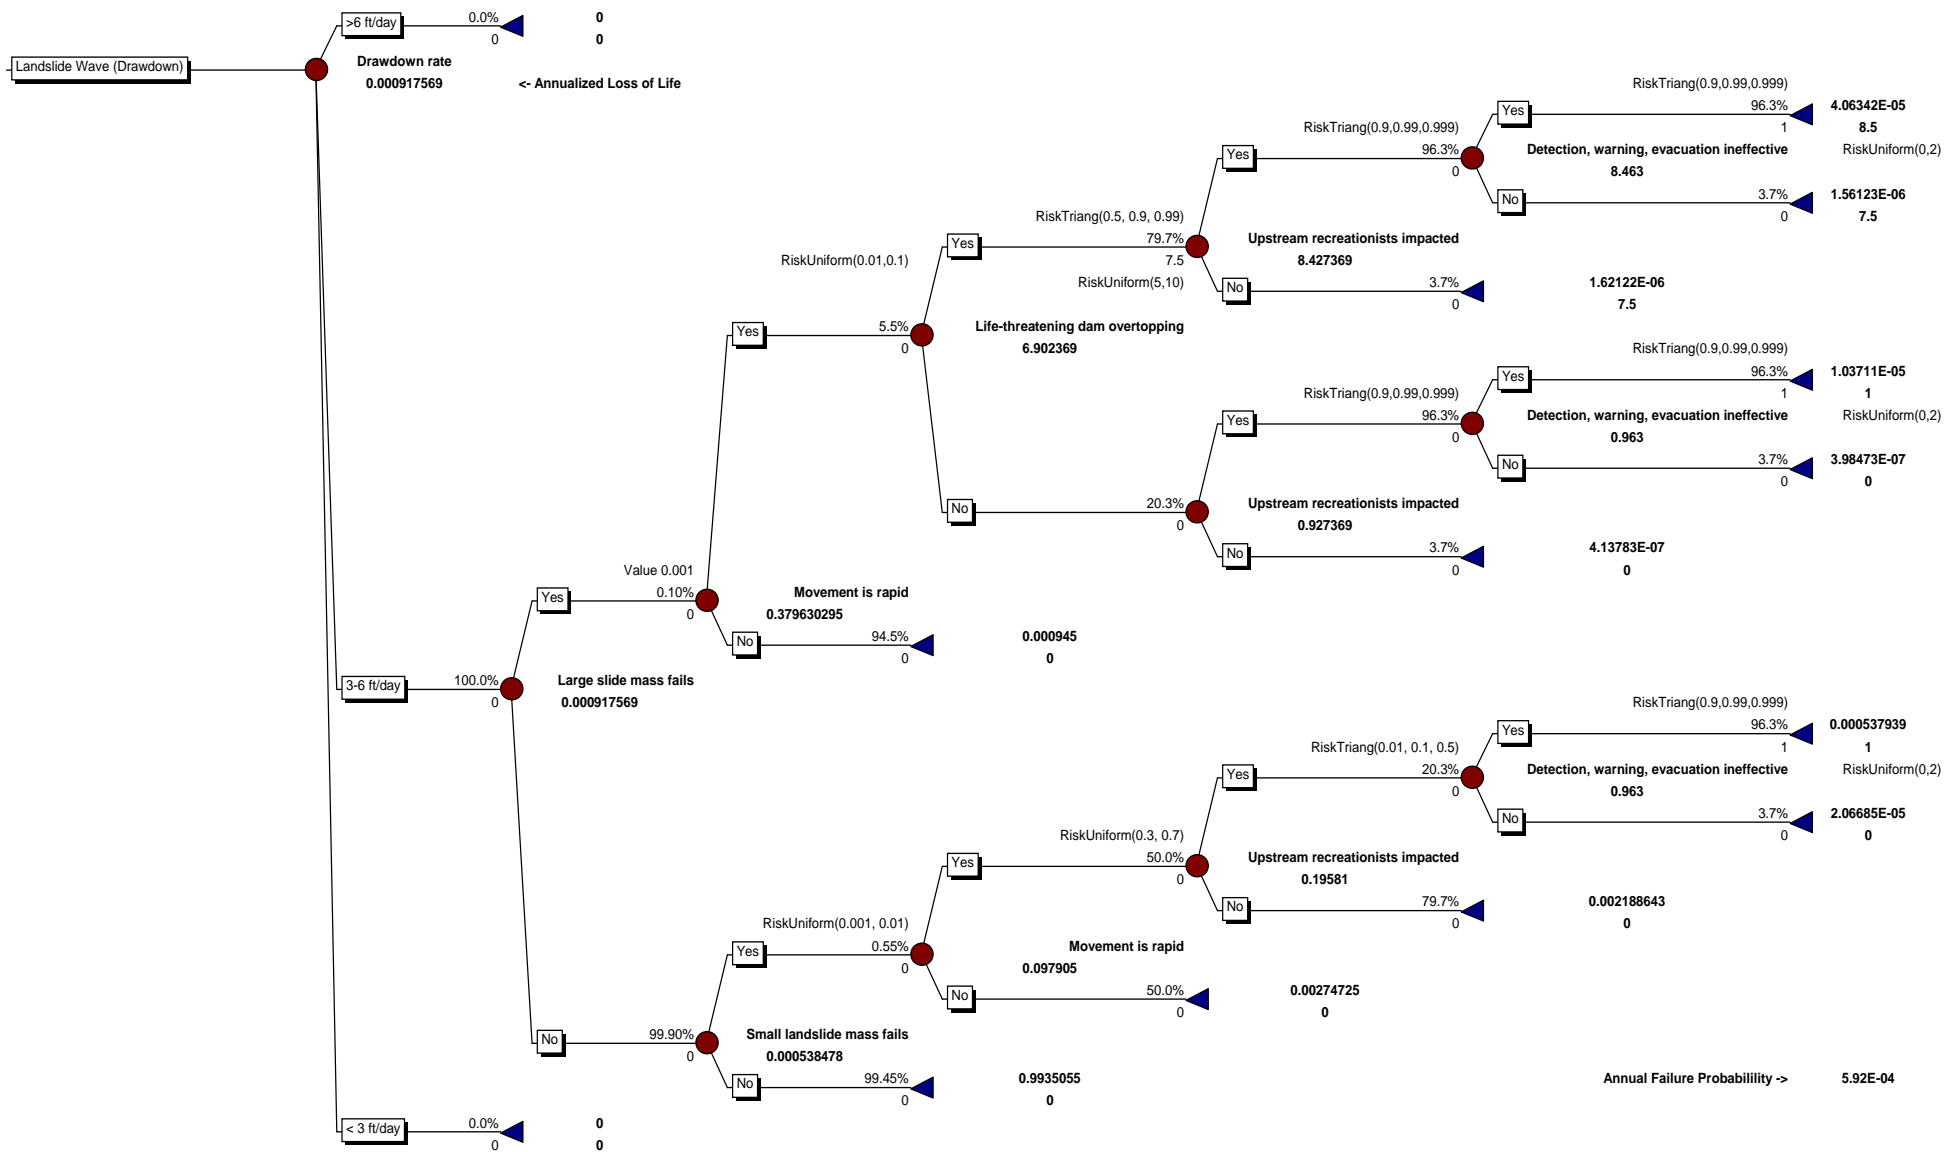 >6 ft/day
0.0%
0
0
0
Landslide Wave (Drawdown)
Drawdown rate
0.000917569
<- Annualized Loss of Life
RiskTriang(0.9,0.99,0.999)
Yes
96.3%
1
4.06342E-05
8.5
RiskTriang(0.9,0.99,0.999)
Yes
96.3%
0
Detection, warning, evacuation ineffective
8.463
RiskUniform(0,2)
No
3.7%
0
1.56123E-06
7.5
RiskTriang(0.5, 0.9, 0.99)
Yes
79.7%
7.5
RiskUniform(5,10)
Upstream recreationists impacted
8.427369
No
3.7%
0
1.62122E-06
7.5
RiskUniform(0.01,0.1)
Yes
5.5%
0
Life-threatening dam overtopping
6.902369
RiskTriang(0.9,0.99,0.999)
Yes
96.3%
1
1.03711E-05
1
RiskTriang(0.9,0.99,0.999)
Yes
96.3%
0
Detection, warning, evacuation ineffective
0.963
RiskUniform(0,2)
No
3.7%
0
3.98473E-07
0
No
20.3%
0
Upstream recreationists impacted
0.927369
No
3.7%
0
4.13783E-07
0
Value 0.001
Yes
0.10%
0
Movement is rapid
0.379630295
No
94.5%
0
0.000945
0
3-6 ft/day
100.0%
0
Large slide mass fails
0.000917569
RiskTriang(0.9,0.99,0.999)
Yes
96.3%
1
0.000537939
1
RiskTriang(0.01, 0.1, 0.5)
Yes
20.3%
0
Detection, warning, evacuation ineffective
0.963
RiskUniform(0,2)
No
3.7%
0
2.06685E-05
0
RiskUniform(0.3, 0.7)
Yes
50.0%
0
Upstream recreationists impacted
0.19581
No
79.7%
0
0.002188643
0
RiskUniform(0.001, 0.01)
Yes
0.55%
0
Movement is rapid
0.097905
No
50.0%
0
0.00274725
0
No
99.90%
0
Small landslide mass fails
0.000538478
No
99.45%
0
0.9935055
0
Annual Failure Probabilility ->
5.92E-04
< 3 ft/day
0.0%
0
0
0